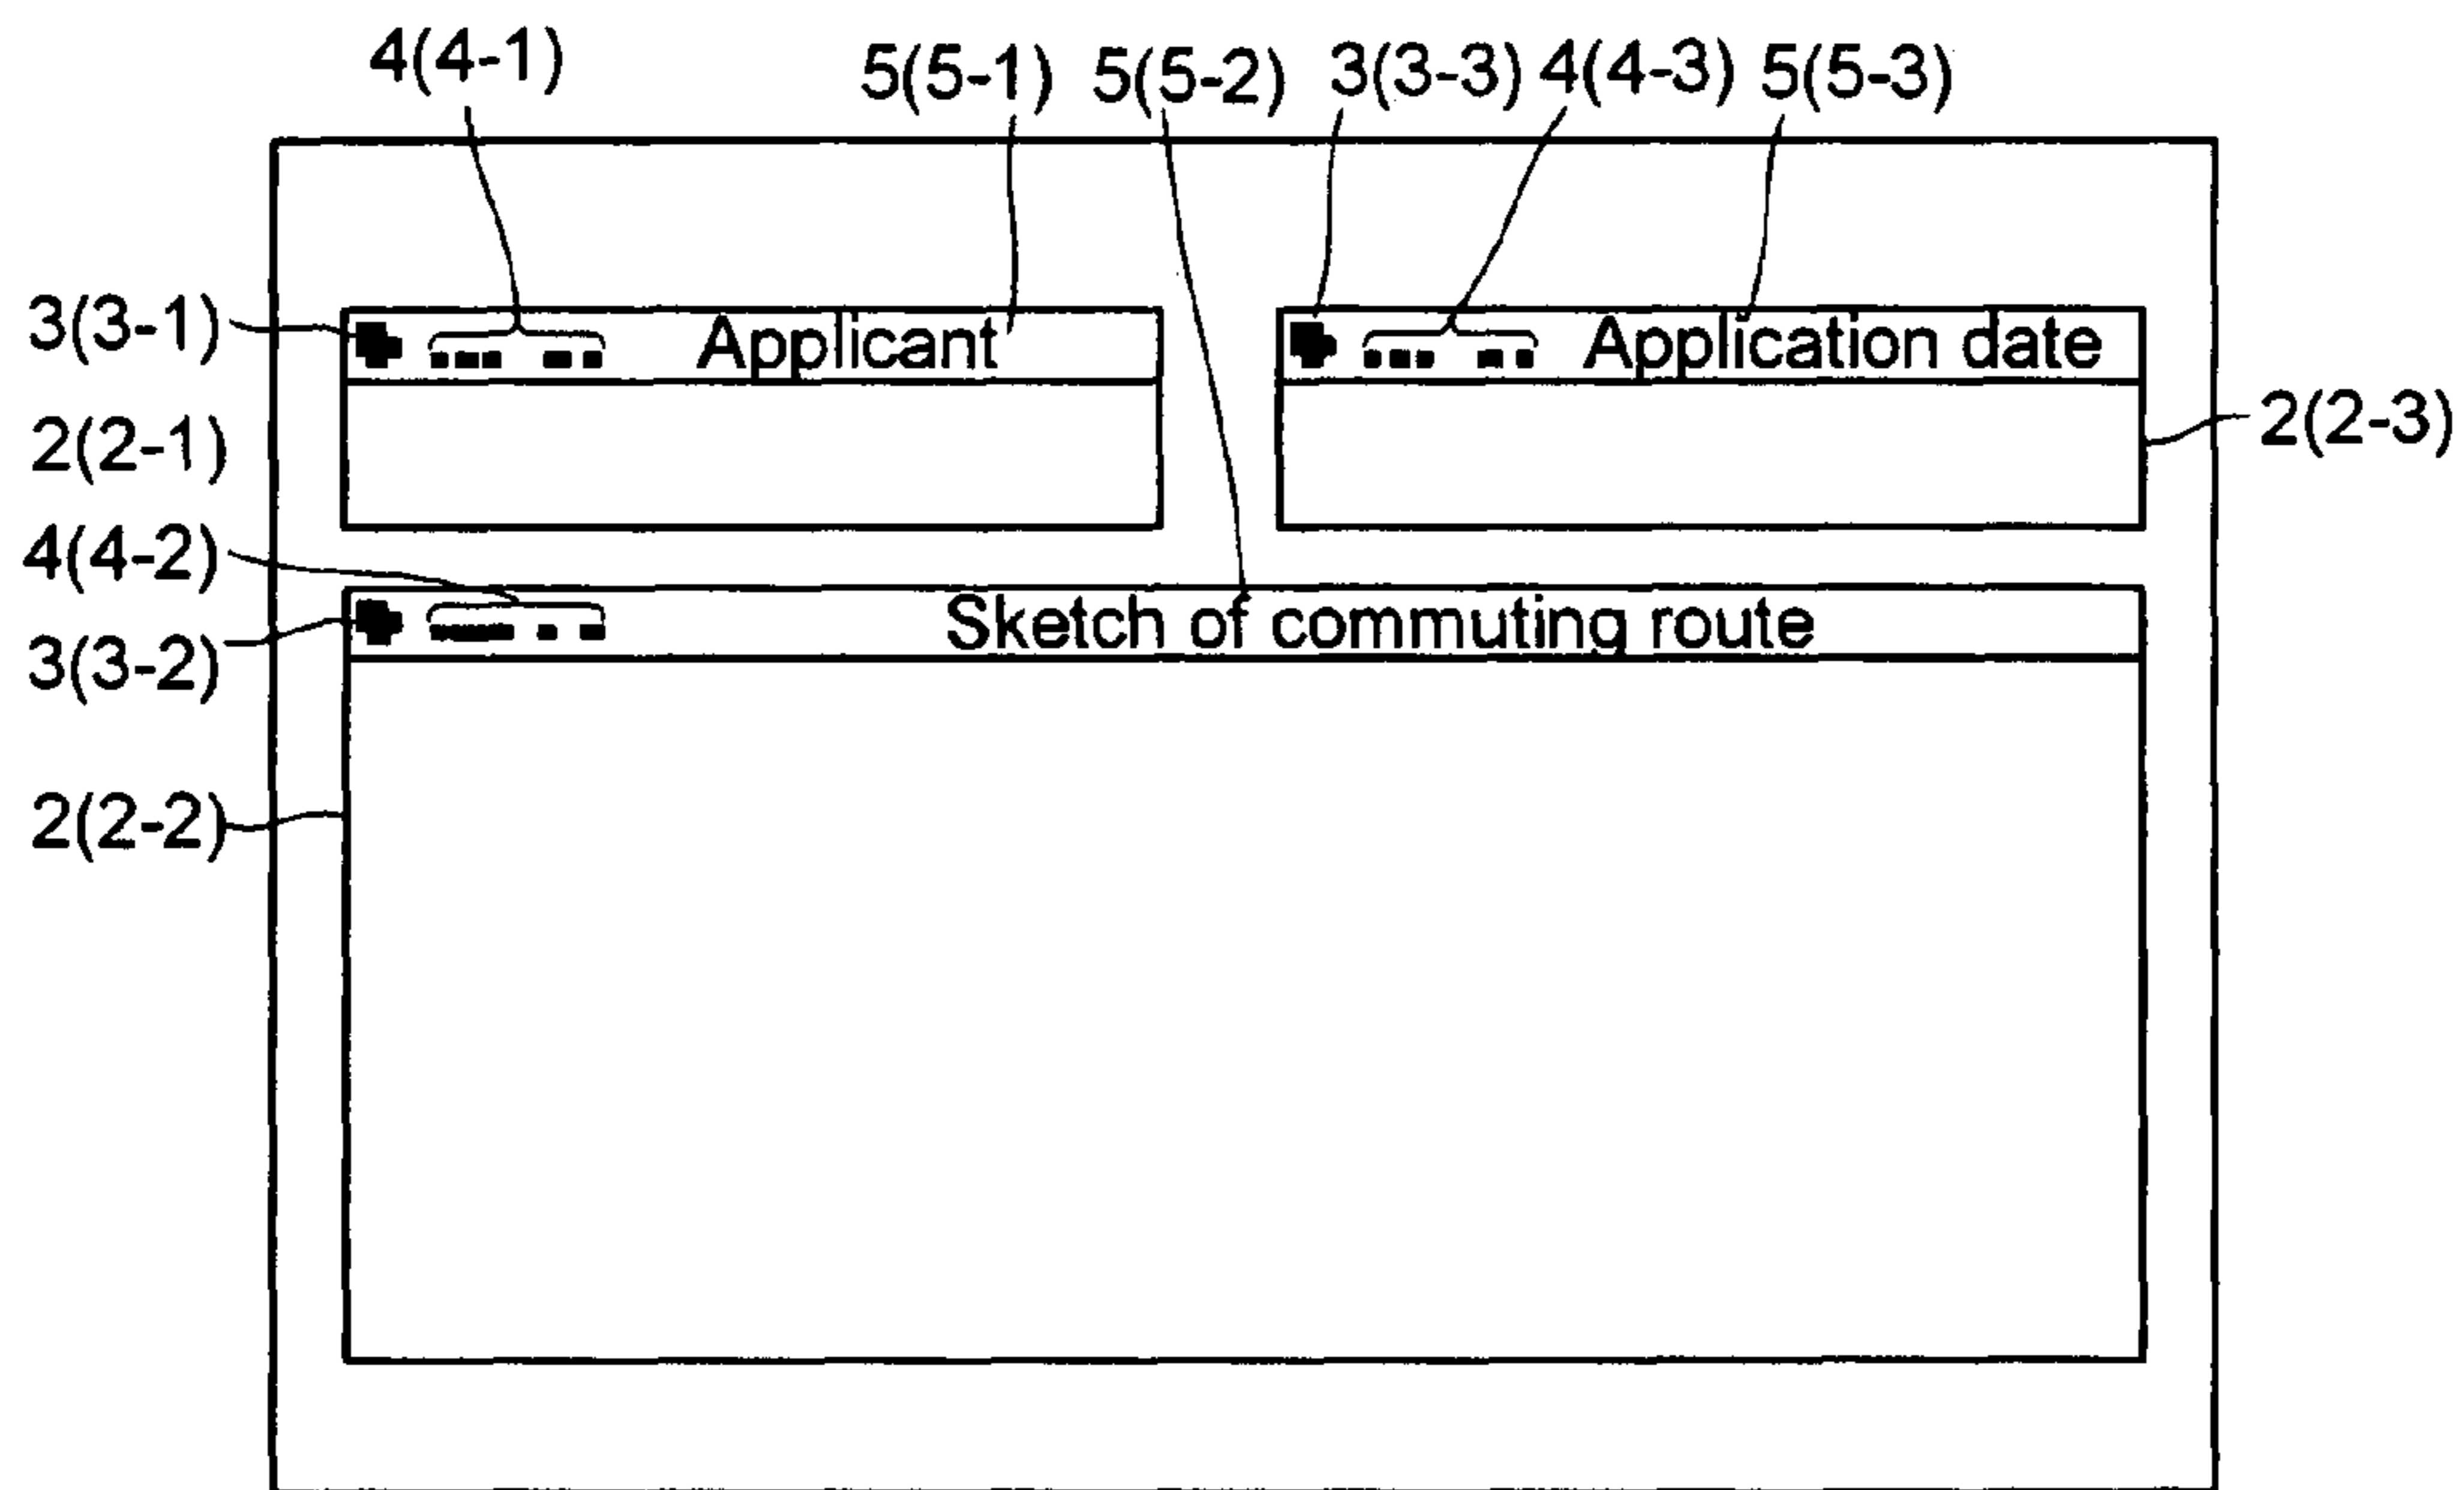 4(4-1) 5(5-1) 5(5-2) 3(3-3) 4(4-3) 5(5-3)
3(3-1) Applicant Application date
2(2-1) 2(2-3)
4(4-2)
Sketch of commuting route
3(3-2)
2(2-2)